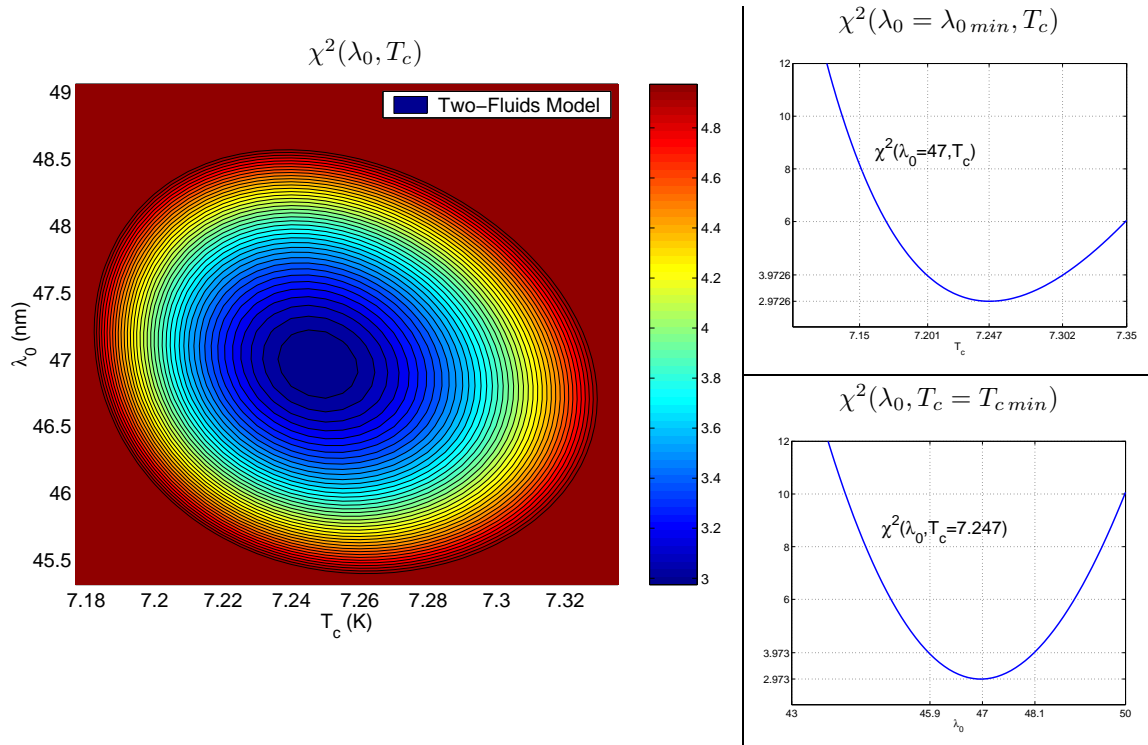 χ²(λ₀, T_c)
Two−Fluids Model
49
48.5
48
47.5
47
46.5
46
45.5
λ₀ (nm)
7.18 7.2 7.22 7.24 7.26 7.28 7.3 7.32
T_c (K)
4.8
4.6
4.4
4.2
4
3.8
3.6
3.4
3.2
3
χ²(λ₀ = λ₀ min, T_c)
12
10
8
6
3.9726
2.9726
χ²(λ₀=47,T_c)
7.15 7.201 7.247 7.302 7.35
T_c
χ²(λ₀, T_c = T_c min)
12
10
8
6
3.973
2.973
χ²(λ₀,T_c=7.247)
43 45.9 47 48.1 50
λ₀